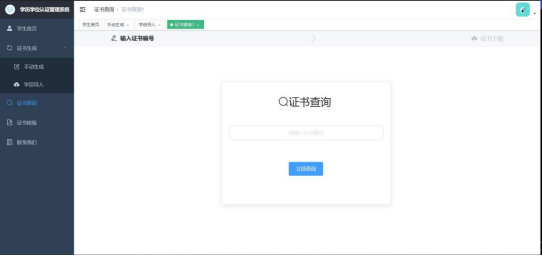 学历学位认证管理系统
证书查询 / 证书查询1
学生首页
手动生成 ×
学信导入 ×
证书查询1 ×
学生首页
证书生成
手动生成
学信导入
证书查询
证书邮寄
联系我们
输入证书编号
证书下载
证书查询
请输入证书编号
立即查询